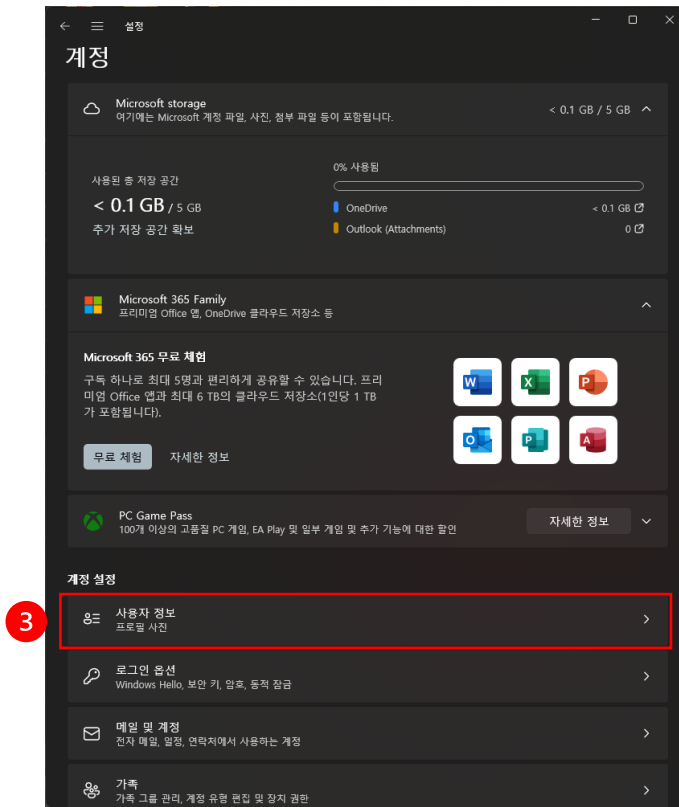 설정
계정
Microsoft storage
여기에는 Microsoft 계정 파일, 사진, 첨부 파일 등이 포함됩니다.
< 0.1 GB / 5 GB
사용된 총 저장 공간
< 0.1 GB / 5 GB
추가 저장 공간 확보
0% 사용됨
OneDrive
< 0.1 GB
Outlook (Attachments)
0
Microsoft 365 Family
프리미엄 Office 앱, OneDrive 클라우드 저장소 등
Microsoft 365 무료 체험
구독 하나로 최대 5명과 편리하게 공유할 수 있습니다. 프리
미엄 Office 앱과 최대 6 TB의 클라우드 저장소(1인당 1 TB
가 포함됩니다).
무료 체험
자세한 정보
W
X
P
O
P
A
PC Game Pass
100개 이상의 고품질 PC 게임, EA Play 및 일부 게임 및 추가 기능에 대한 할인
자세한 정보
계정 설정
3
사용자 정보
프로필 사진
로그인 옵션
Windows Hello, 보안 키, 암호, 동적 잠금
메일 및 계정
전자 메일, 일정, 연락처에서 사용하는 계정
가족
가족 그룹 관리, 계정 유형 편집 및 장치 권한